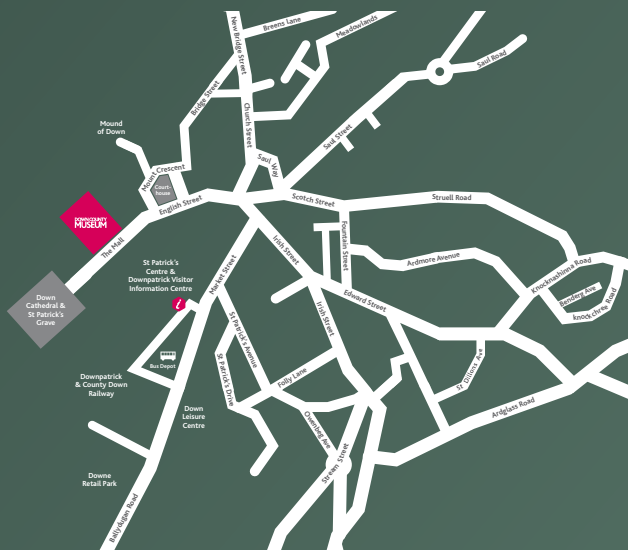 New Bridge Street
Breens Lane
Meadowlands
Saul Road
Bridge Street
Church Street
Saul Street
Mound
of Down
Saul
Way
Mount Crescent
Court-
house
English Street
Scotch Street
Struell Road
DOWN COUNTY
MUSEUM
The Mall
Irish Street
Fountain Street
Ardmore Avenue
Knocknashinna Road
St Patrick's
Centre &
Downpatrick Visitor
Information Centre
Market Street
Benderg Ave
knockchree Road
Down
Cathedral &
St Patrick's
Grave
i
Edward Street
Irish Street
St Patrick's Avenue
St Patrick's Drive
Bus Depot
Folly Lane
St Dillons Ave
Downpatrick
& County Down
Railway
Down
Leisure
Centre
Owenbeg Ave
Ardglass Road
Stream Street
Downe
Retail Park
Ballydugan Road